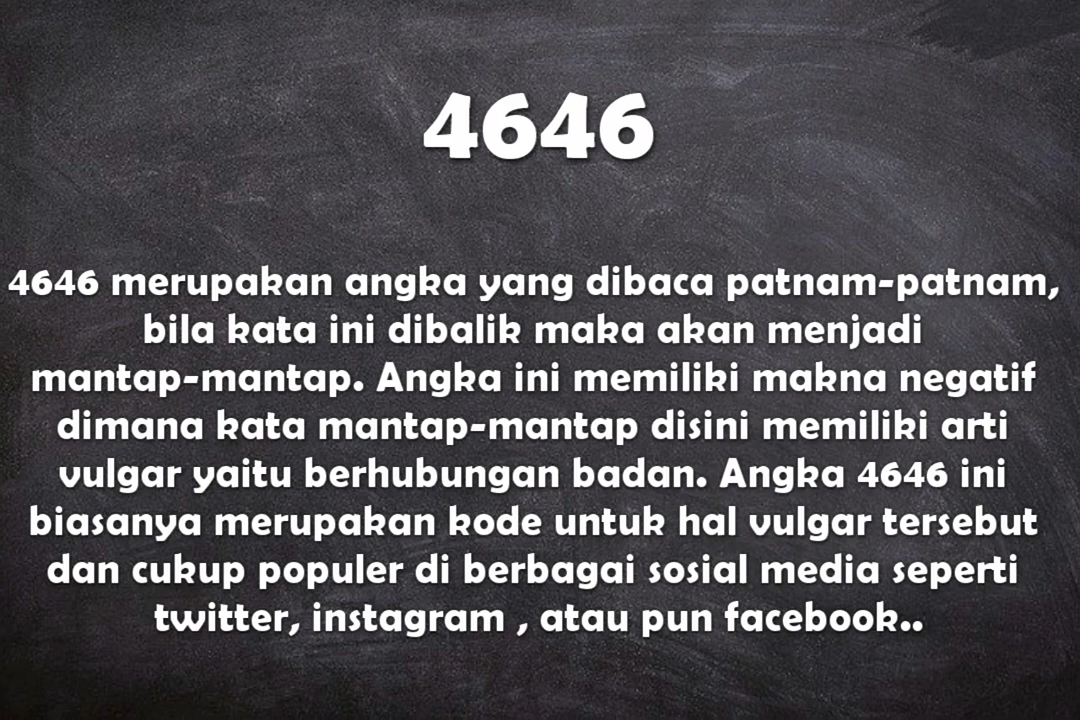 4646
4646 merupakan angka yang dibaca patnam-patnam,
bila kata ini dibalik maka akan menjadi
mantap-mantap. Angka ini memiliki makna negatif
dimana kata mantap-mantap disini memiliki arti
vulgar yaitu berhubungan badan. Angka 4646 ini
biasanya merupakan kode untuk hal vulgar tersebut
dan cukup populer di berbagai sosial media seperti
twitter, instagram , atau pun facebook..